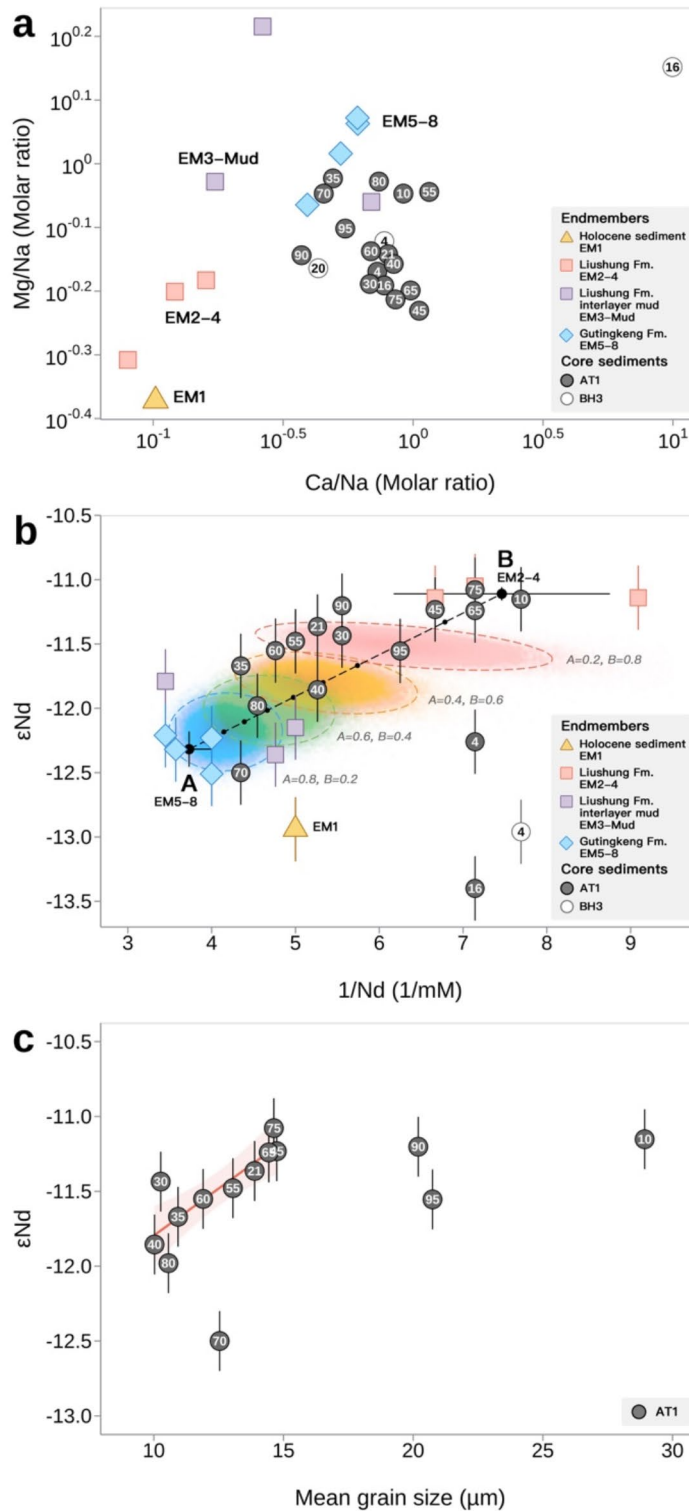 a
10^0.2
10^0.1
10^0
10^-0.1
10^-0.2
10^-0.3
10^-0.4
Mg/Na (Molar ratio)
16
EM5–8
EM3–Mud
35
80
70
10
55
95
4
60
21
90
20
40
4
30
16
65
75
45
EM2–4
EM1
Endmembers
Holocene sediment
EM1
Liushung Fm.
EM2–4
Liushung Fm.
interlayer mud
EM3–Mud
Gutingkeng Fm.
EM5–8
Core sediments
AT1
BH3
10^-1
10^-0.5
10^0
10^0.5
10^1
Ca/Na (Molar ratio)
b
-10.5
-11.0
-11.5
-12.0
-12.5
-13.0
-13.5
εNd
B
EM2–4
75
10
90
45
65
21
43
48
60
95
35
A=0.2, B=0.8
40
80
A=0.4, B=0.6
A=0.6, B=0.4
4
70
A
EM5–8
A=0.8, B=0.2
EM1
4
16
Endmembers
Holocene sediment
EM1
Liushung Fm.
EM2–4
Liushung Fm.
interlayer mud
EM3–Mud
Gutingkeng Fm.
EM5–8
Core sediments
AT1
BH3
3
4
5
6
7
8
9
1/Nd (1/mM)
c
-10.5
-11.0
-11.5
-12.0
-12.5
-13.0
εNd
75
10
90
65
45
21
30
55
60
95
35
40
80
70
AT1
10
15
20
25
30
Mean grain size (μm)